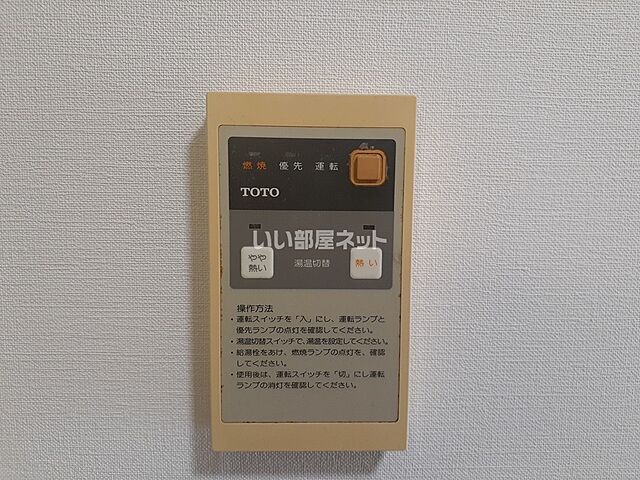 燃焼 優先 運転
TOTO
いい部屋ネット
やや
熱い
湯温切替
熱い
操作方法
・運転スイッチを「入」にし、運転ランプと
優先ランプの点灯を確認してください。
・湯温切替スイッチで、湯温を設定してください。
・給湯栓をあけ、燃焼ランプの点灯を、確認
してください。
・使用後は、運転スイッチを「切」にし運転
ランプの消灯を確認してください。